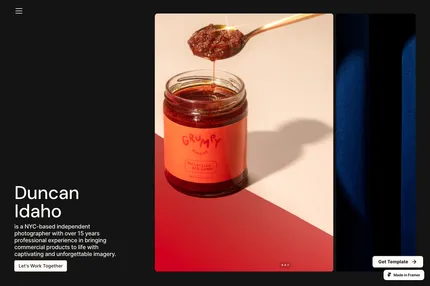 Duncan
Idaho
is a NYC-based independent
photographer with over 15 years
professional experience in bringing
commercial products to life with
captivating and unforgettable imagery.
Let's Work Together
GRUMPY
Get Template
Made in Framer